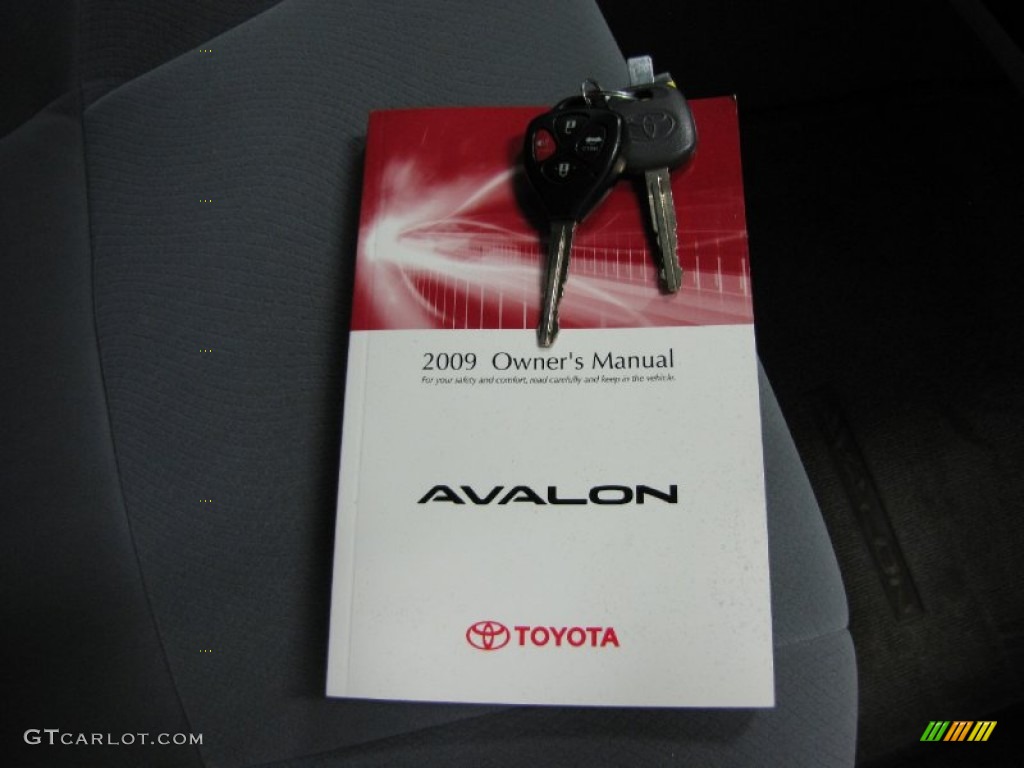 2009 Owner's Manual
For your safety and comfort, read carefully and keep in the vehicle.
AVALON
TOYOTA
GTCARLOT.COM